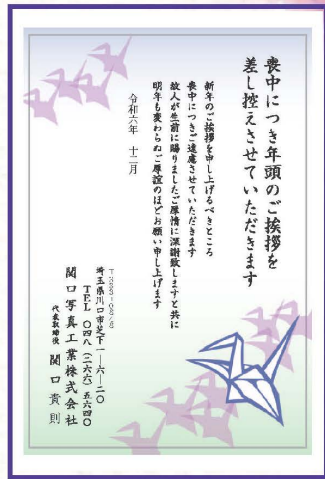 喪中につき年頭のご挨拶を
差し控えさせていただきます
新年のご挨拶を申し上げるべきところ
喪中につきご遠慮させていただきます
故人が生前に賜りましたご厚情に深謝致しますと共に
明年も変わらぬご厚誼のほどお願い申し上げます
令和六年 十二月
埼玉県川口市芝下一ー六ー二〇
TEL 〇四八(二六六)五六四〇
関口写真工業株式会社
代表取締役 関口貴則